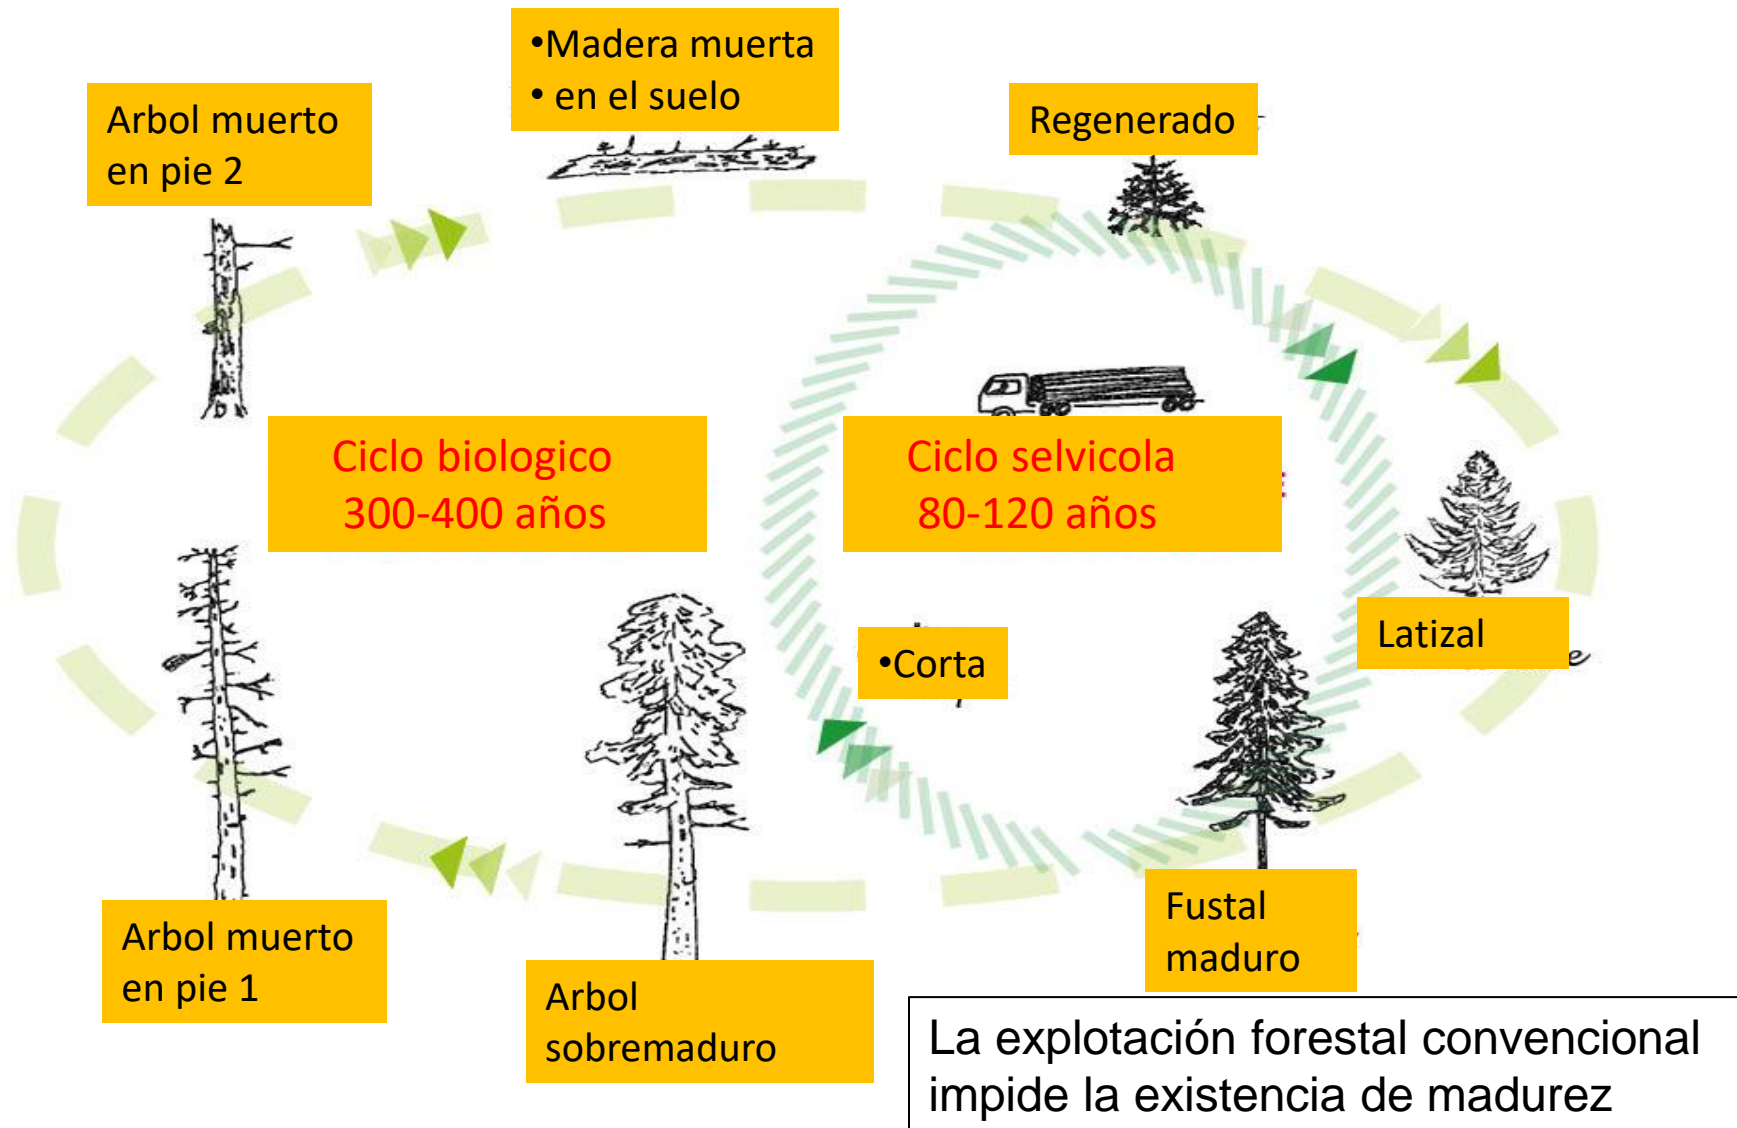 •Madera muerta
• en el suelo
Arbol muerto
en pie 2
Regenerado
Ciclo biologico
300-400 años
Ciclo selvicola
80-120 años
Latizal
•Corta
Fustal
maduro
Arbol muerto
en pie 1
Arbol
sobremaduro
La explotación forestal convencional
impide la existencia de madurez